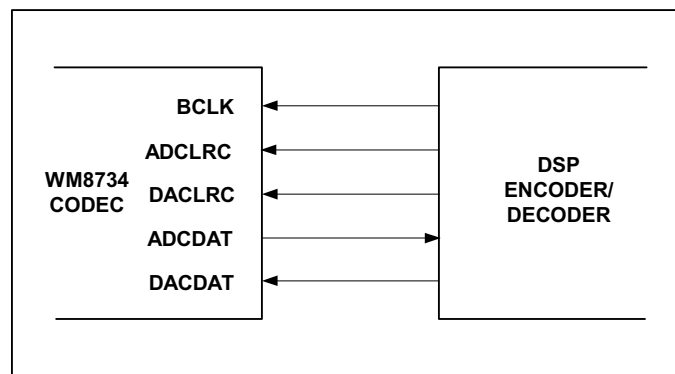 WM8734
CODEC
BCLK
ADCLRC
DACLRC
ADCDAT
DACDAT
DSP
ENCODER/
DECODER